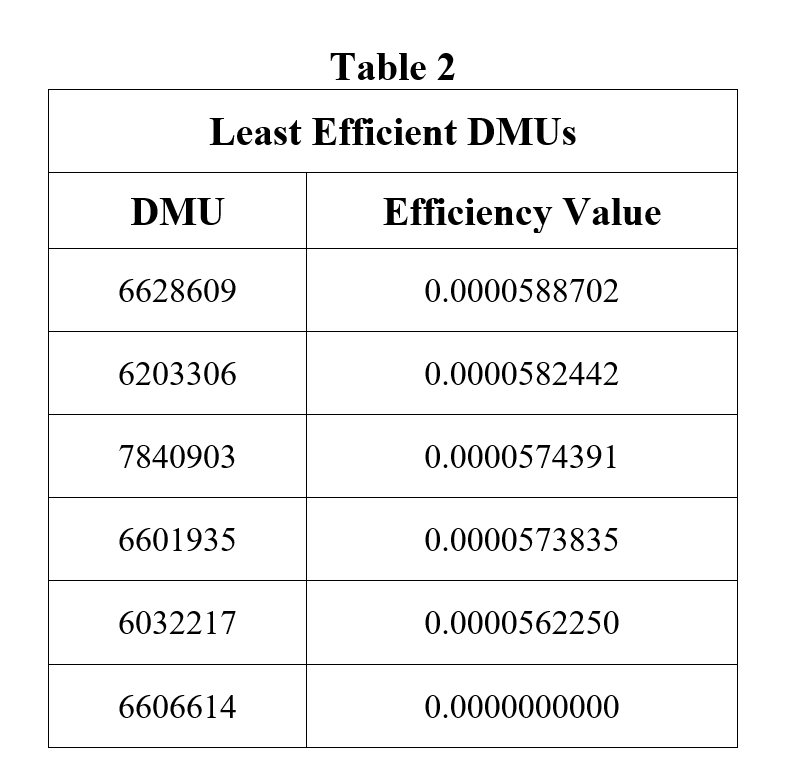 Table 2
Least Efficient DMUs
DMU Efficiency Value
6628609 0.0000588702
6203306 0.0000582442
7840903 0.0000574391
6601935 0.0000573835
6032217 0.0000562250
6606614 0.0000000000